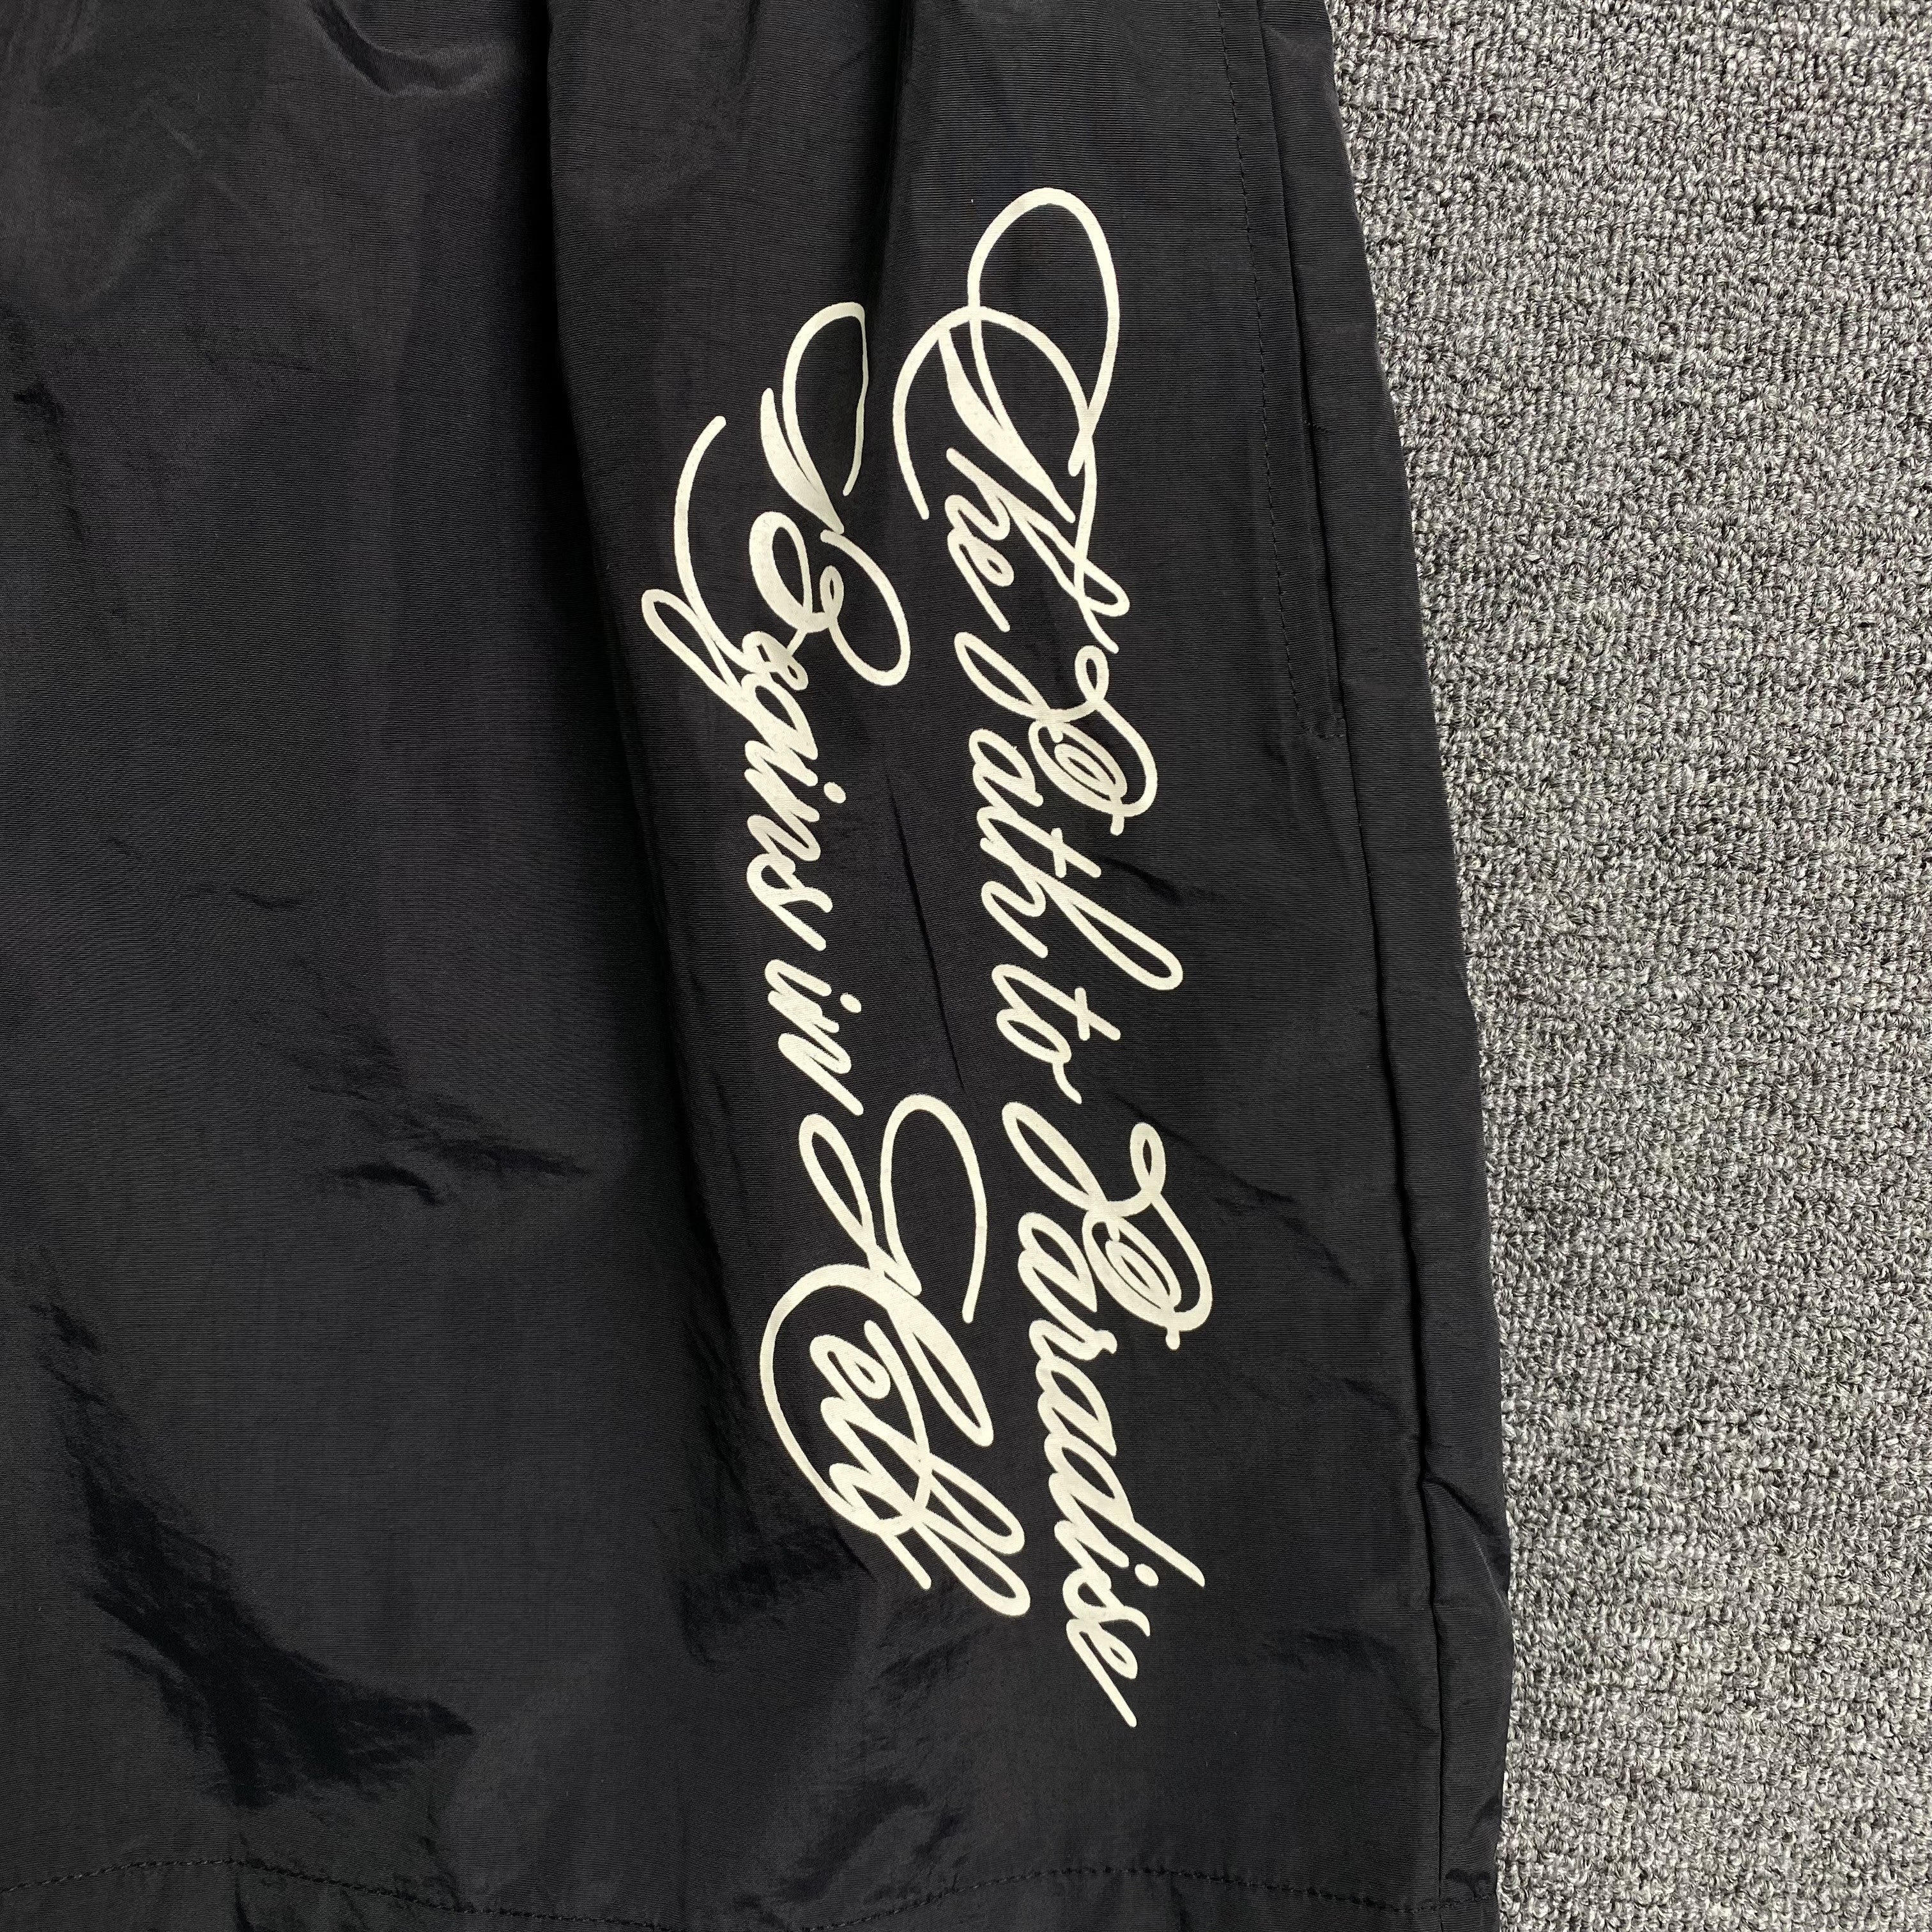 The Path to Paradise
Begins in Hell